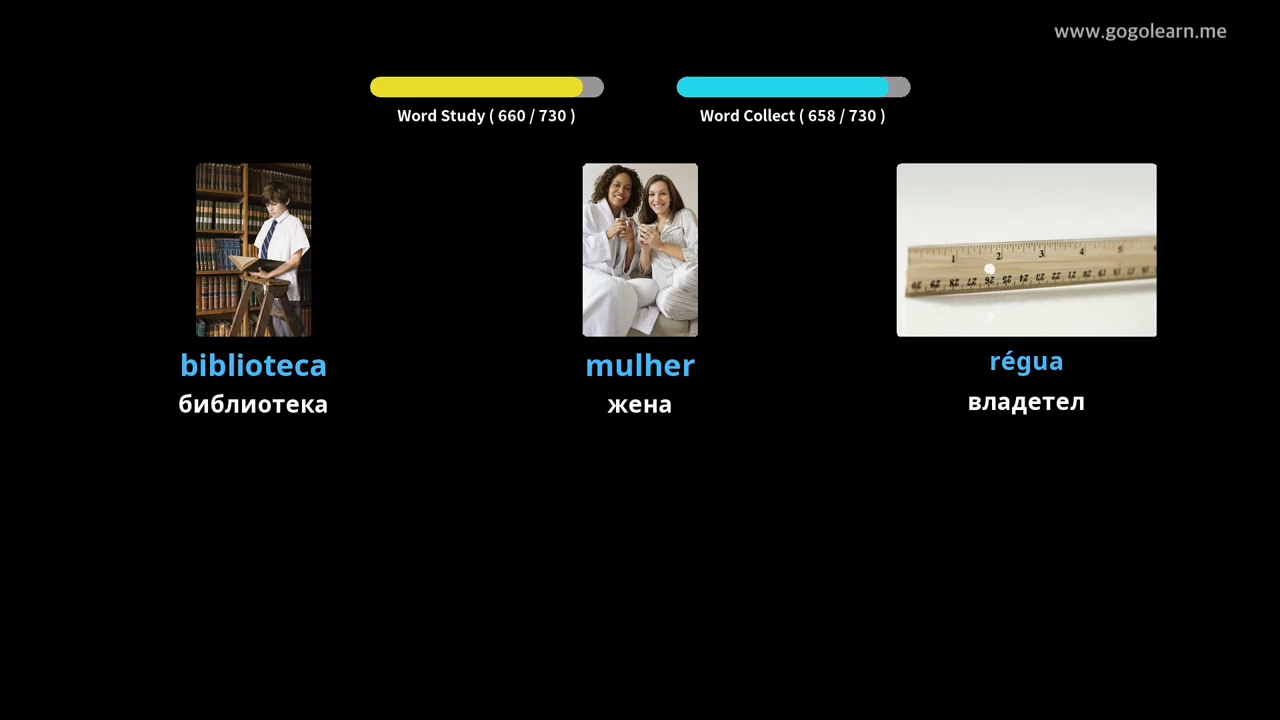 www.gogolearn.me
Word Study ( 660 / 730 )
Word Collect ( 658 / 730 )
biblioteca
mulher
régua
библиотека
жена
владетел